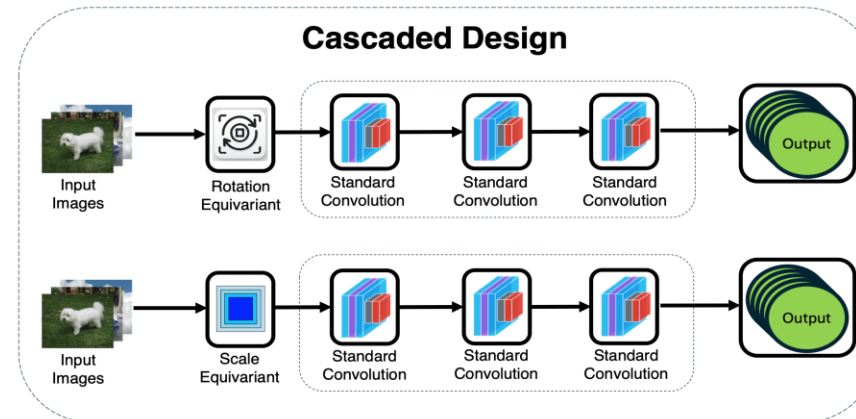 Cascaded Design
Input
Images
Rotation
Equivariant
Standard
Convolution
Standard
Convolution
Standard
Convolution
Output
Input
Images
Scale
Equivariant
Standard
Convolution
Standard
Convolution
Standard
Convolution
Output